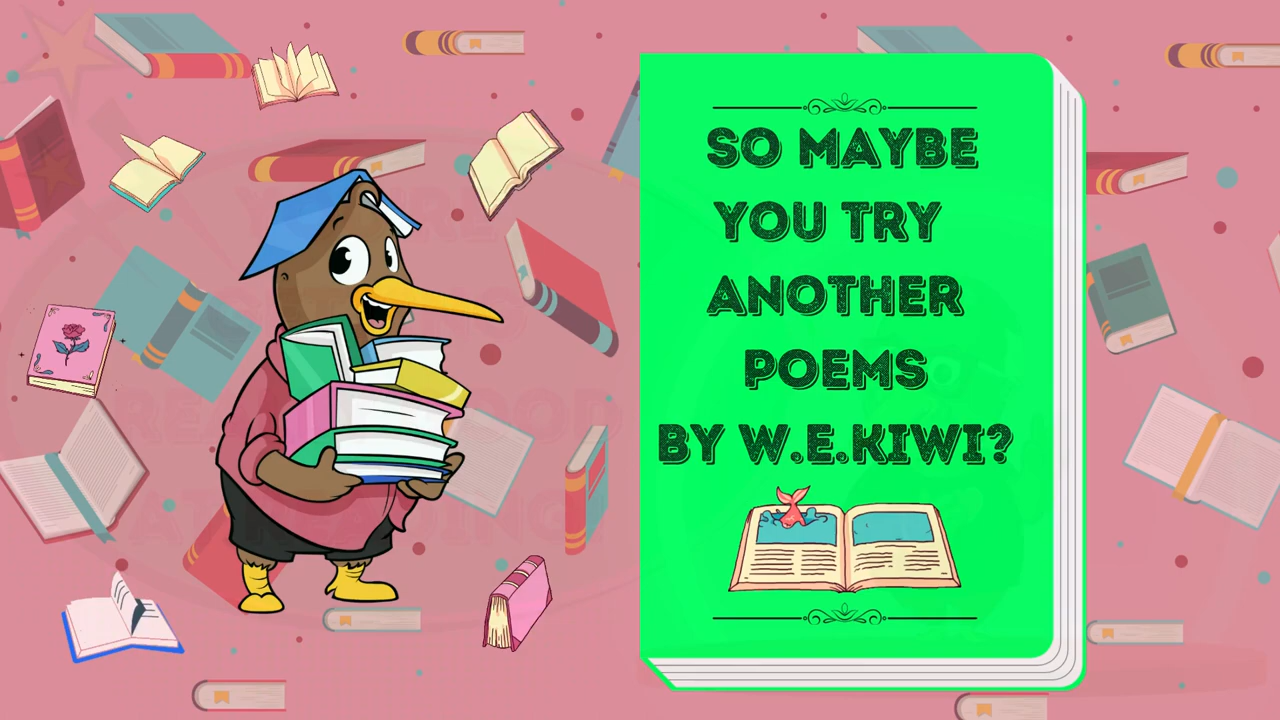 SO MAYBE
YOU TRY
ANOTHER
POEMS
BY W.E.KIWI?